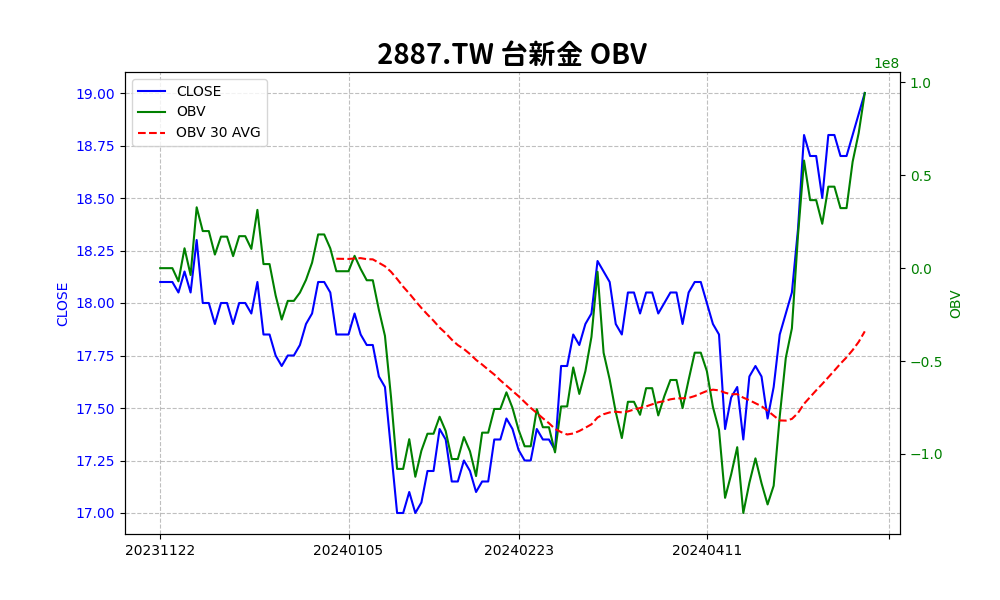 2887.TW 台新金 OBV
1e8
CLOSE
OBV
OBV 30 AVG
19.00
18.75
18.50
18.25
18.00
17.75
17.50
17.25
17.00
CLOSE
1.0
0.5
0.0
−0.5
−1.0
OBV
20231122
20240105
20240223
20240411